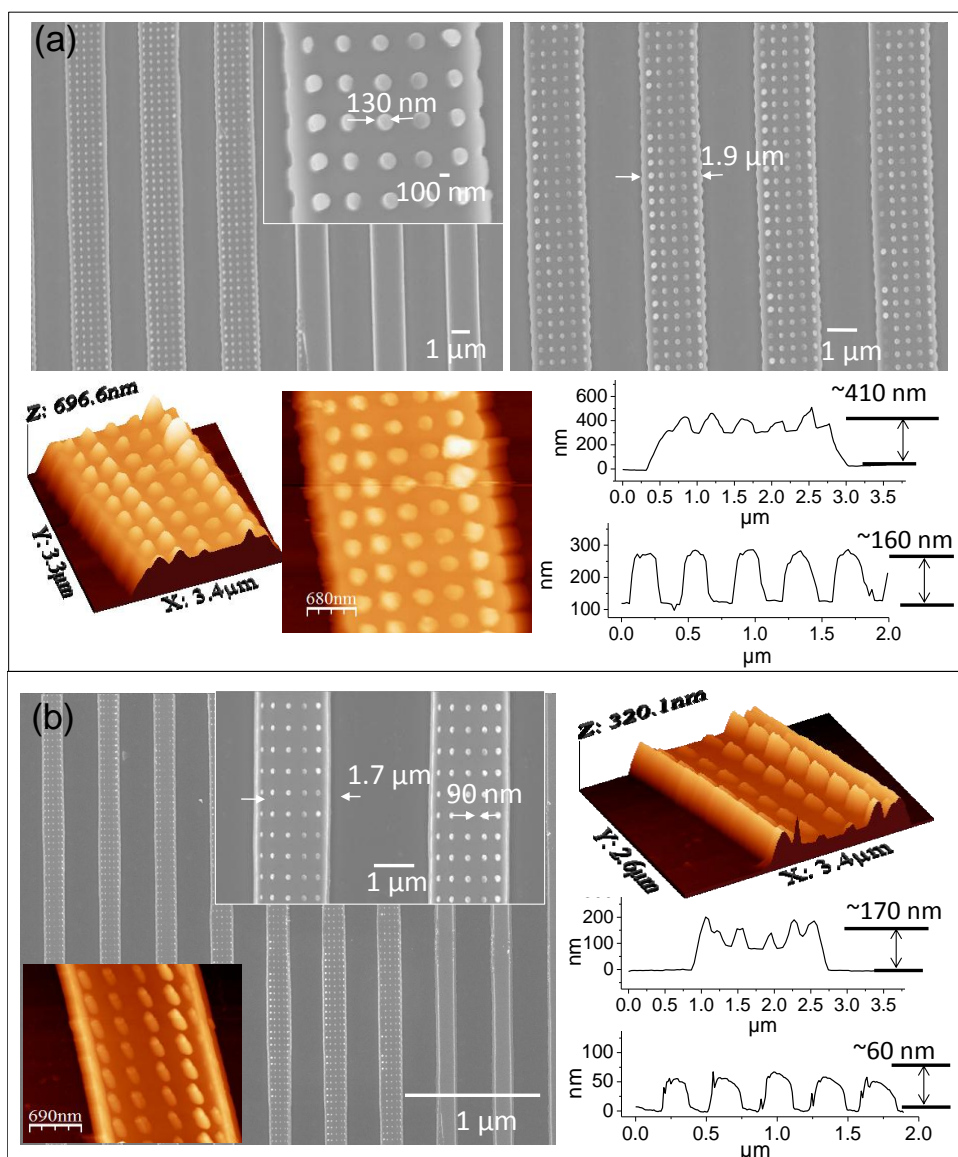 (a)
130 nm
100 nm
1 µm
1.9 µm
1 µm
Z: 696.6nm
Y: 3.3µm
X: 3.4µm
680nm
~410 nm
600
400
200
0
nm
0.0 0.5 1.0 1.5 2.0 2.5 3.0 3.5
µm
~160 nm
300
200
100
nm
0.0 0.5 1.0 1.5 2.0
µm
(b)
1.7 µm
90 nm
1 µm
690nm
1 µm
Z: 320.1nm
Y: 2.6µm
X: 3.4µm
~170 nm
200
100
0
nm
0.0 0.5 1.0 1.5 2.0 2.5 3.0 3.5
µm
~60 nm
100
50
0
nm
0.0 0.5 1.0 1.5 2.0
µm